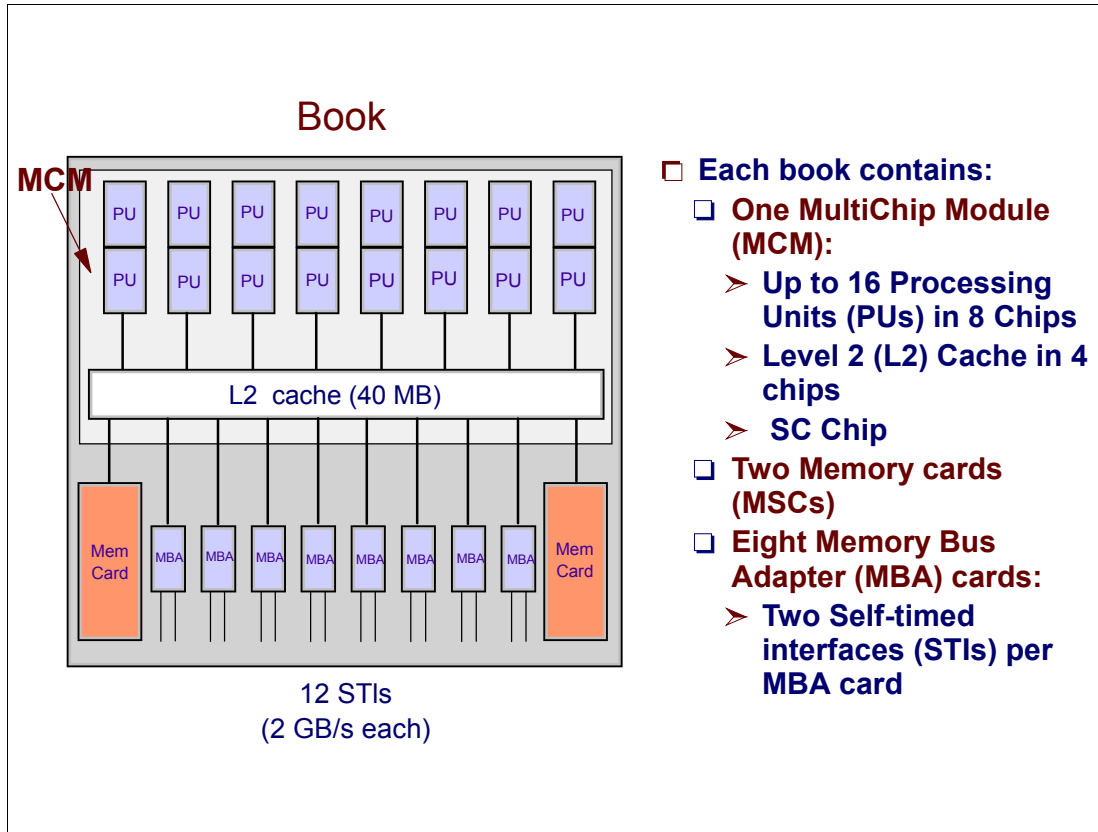 Book
MCM
PU PU PU PU PU PU PU PU
PU PU PU PU PU PU PU PU
L2 cache (40 MB)
Mem
Card
MBA MBA MBA MBA MBA MBA MBA MBA
Mem
Card
12 STIs
(2 GB/s each)
Each book contains:
One MultiChip Module
(MCM):
Up to 16 Processing
Units (PUs) in 8 Chips
Level 2 (L2) Cache in 4
chips
SC Chip
Two Memory cards
(MSCs)
Eight Memory Bus
Adapter (MBA) cards:
Two Self-timed
interfaces (STIs) per
MBA card